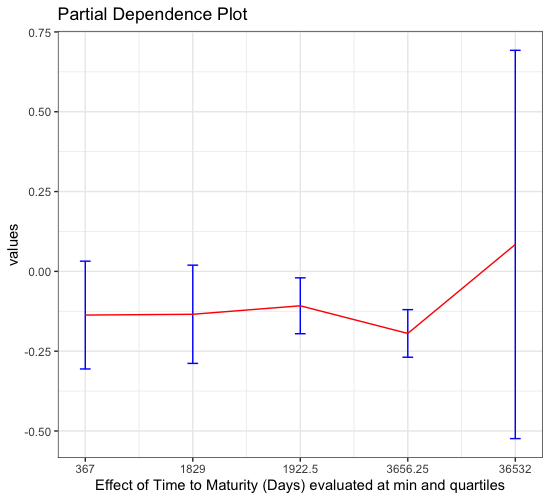 Partial Dependence Plot
0.75
0.50
0.25
0.00
-0.25
-0.50
values
367 1829 1922.5 3656.25 36532
Effect of Time to Maturity (Days) evaluated at min and quartiles